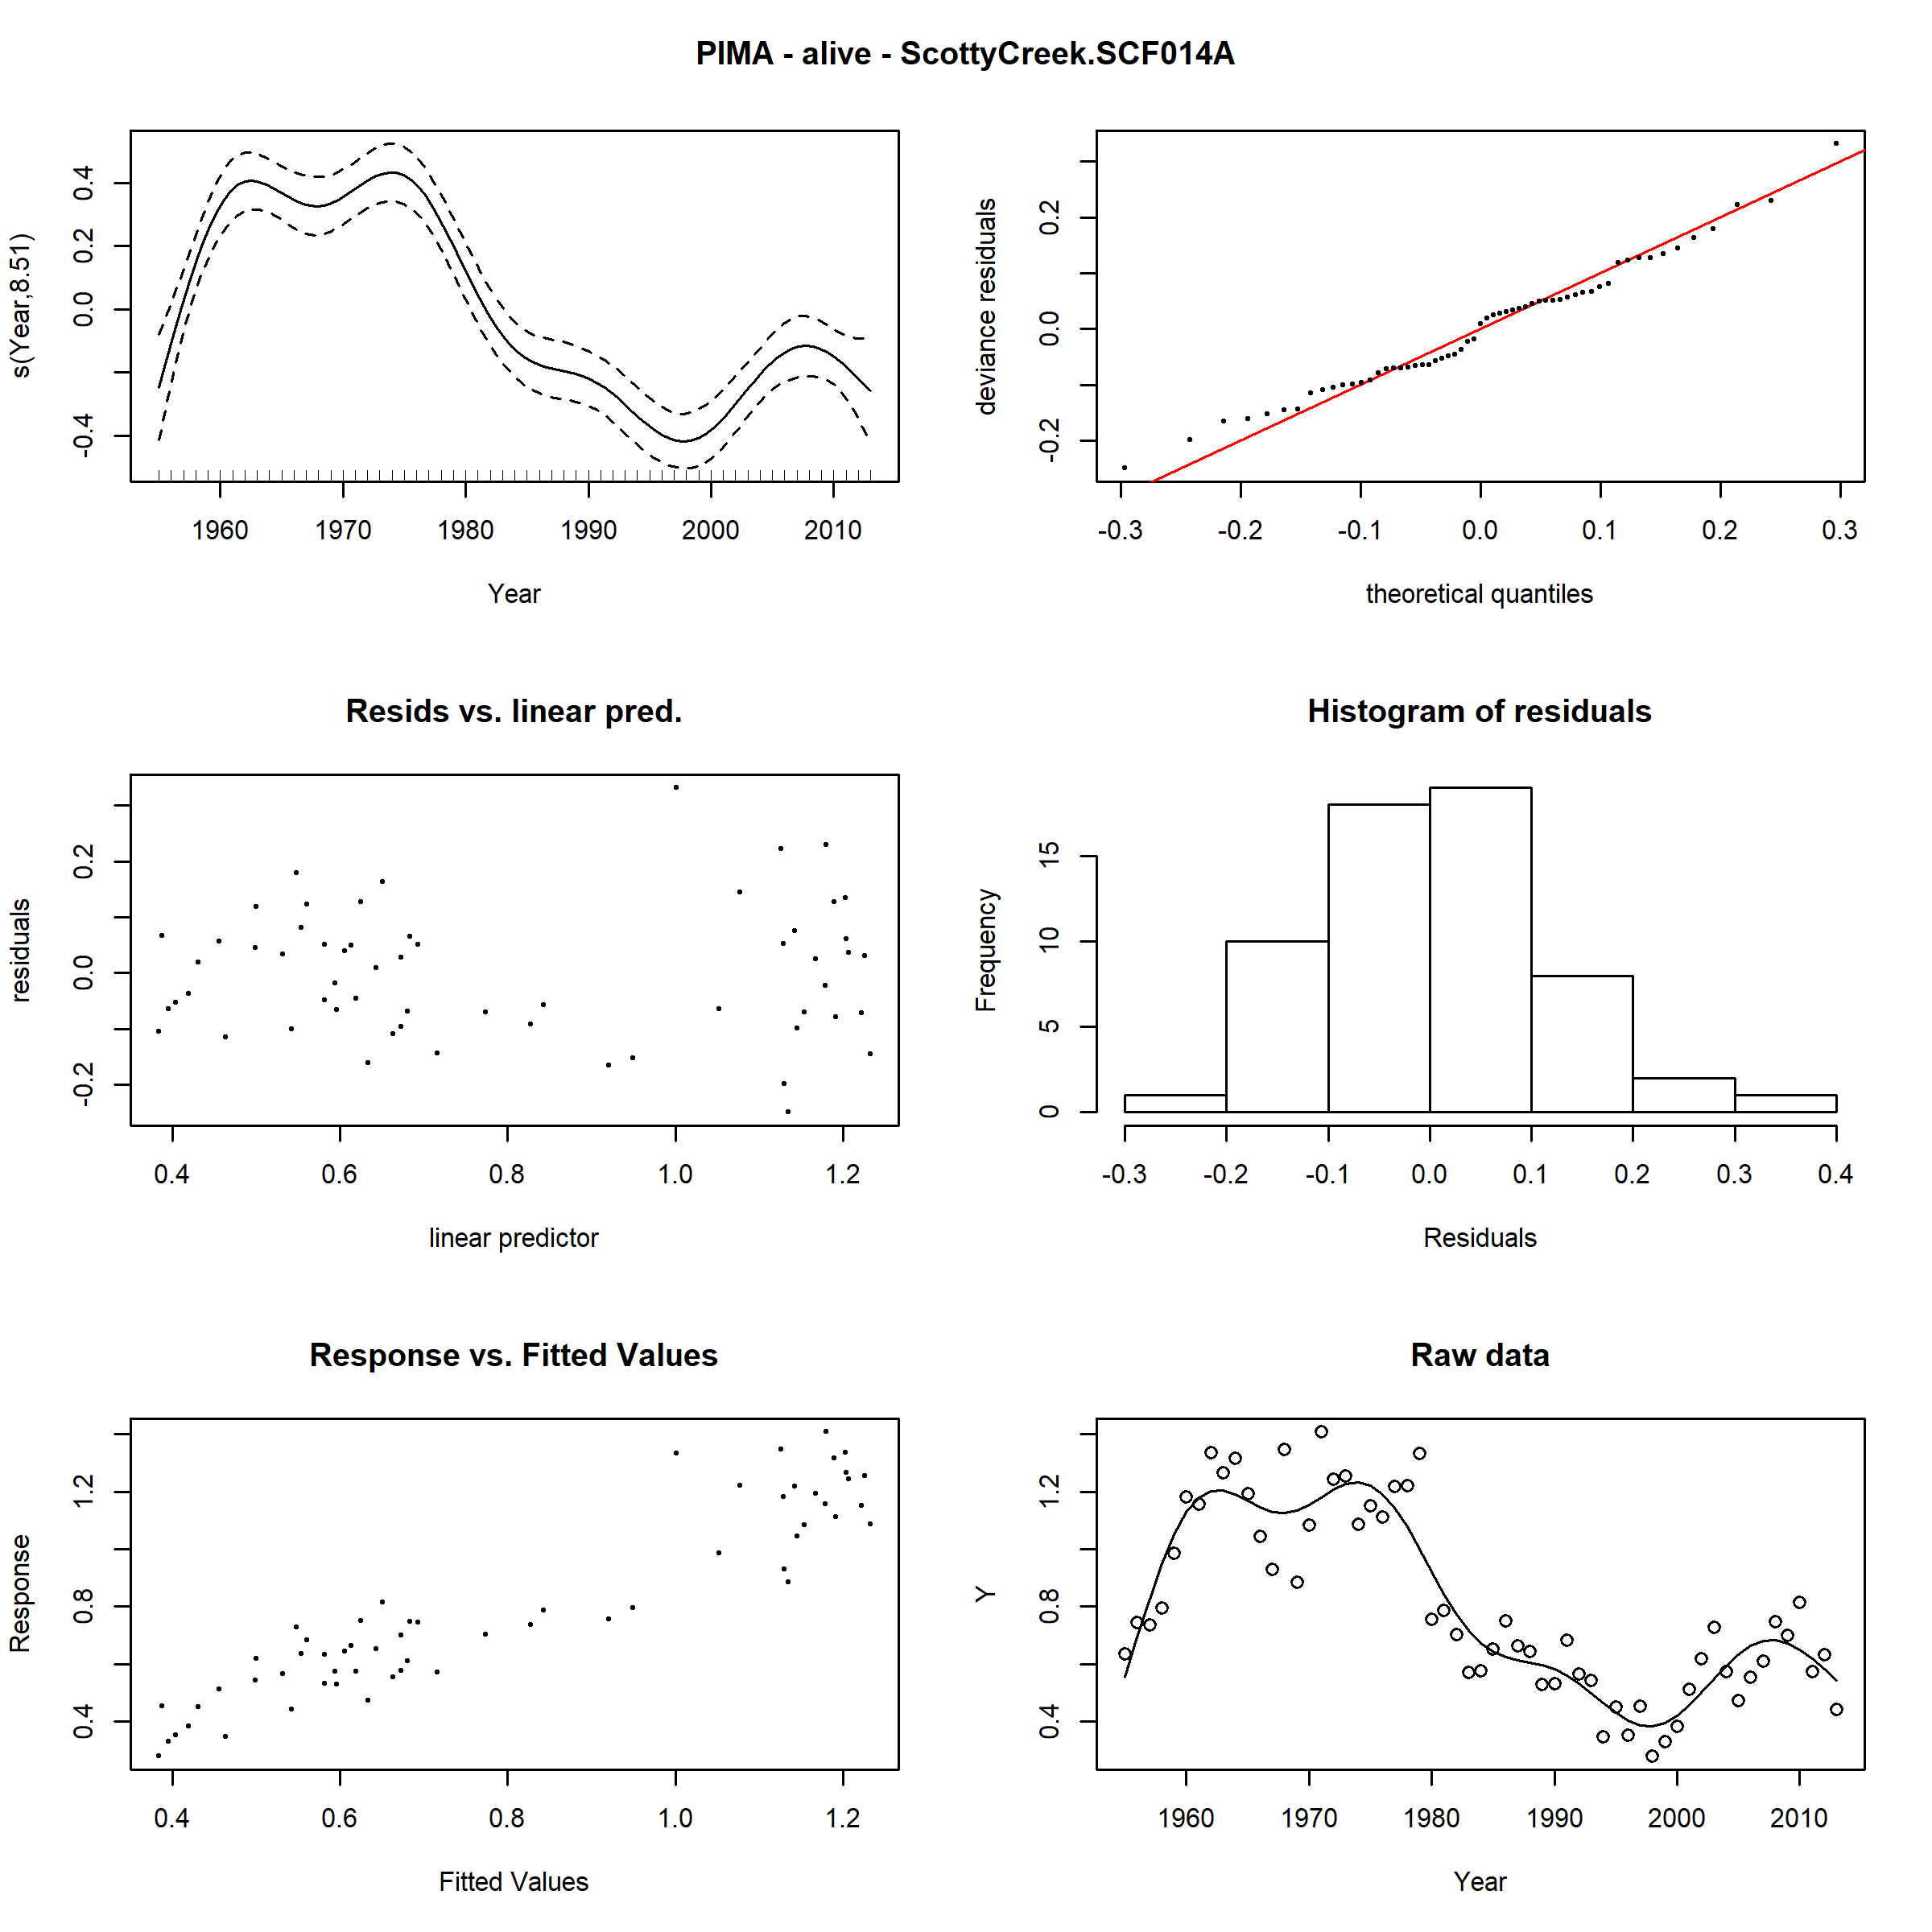 PIMA - alive - ScottyCreek.SCF014A
s(Year,8.51)
0.4
0.2
0.0
-0.4
1960 1970 1980 1990 2000 2010
Year
deviance residuals
0.2
0.0
-0.2
-0.3 -0.2 -0.1 0.0 0.1 0.2 0.3
theoretical quantiles
Resids vs. linear pred.
residuals
0.2
0.0
-0.2
0.4 0.6 0.8 1.0 1.2
linear predictor
Histogram of residuals
Frequency
15
10
5
0
-0.3 -0.2 -0.1 0.0 0.1 0.2 0.3 0.4
Residuals
Response vs. Fitted Values
Response
1.2
0.8
0.4
0.4 0.6 0.8 1.0 1.2
Fitted Values
Raw data
Y
1.2
0.8
0.4
1960 1970 1980 1990 2000 2010
Year